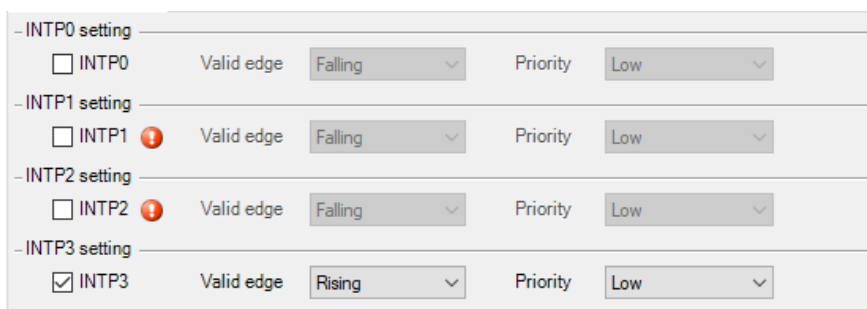 INTP0 setting
INTP0 Valid edge Falling Priority Low
INTP1 setting
INTP1 Valid edge Falling Priority Low
INTP2 setting
INTP2 Valid edge Falling Priority Low
INTP3 setting
INTP3 Valid edge Rising Priority Low